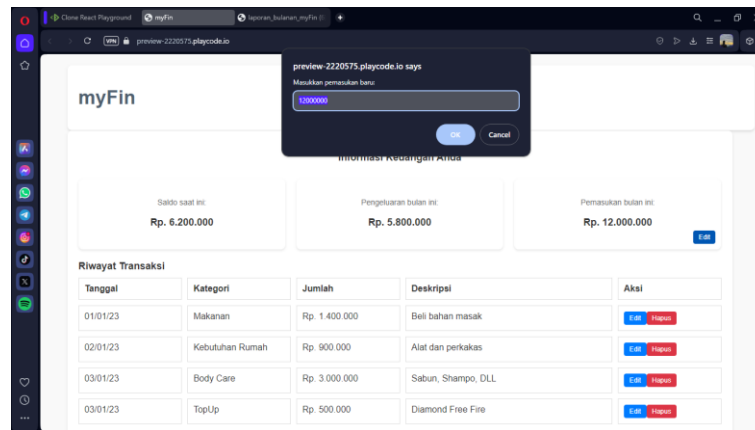 Clone React Playground
myFin
laporan_bulanan_myFin (
VPN
preview-2220575.playcode.io
preview-2220575.playcode.io says
Masukkan pemasukan baru:
12000000
OK
Cancel
myFin
Informasi Keuangan Anda
Saldo saat ini:
Rp. 6.200.000
Pengeluaran bulan ini:
Rp. 5.800.000
Pemasukan bulan ini:
Rp. 12.000.000
Edit
Riwayat Transaksi
Tanggal Kategori Jumlah Deskripsi Aksi
01/01/23 Makanan Rp. 1.400.000 Beli bahan masak Edit Hapus
02/01/23 Kebutuhan Rumah Rp. 900.000 Alat dan perkakas Edit Hapus
03/01/23 Body Care Rp. 3.000.000 Sabun, Shampo, DLL Edit Hapus
03/01/23 TopUp Rp. 500.000 Diamond Free Fire Edit Hapus